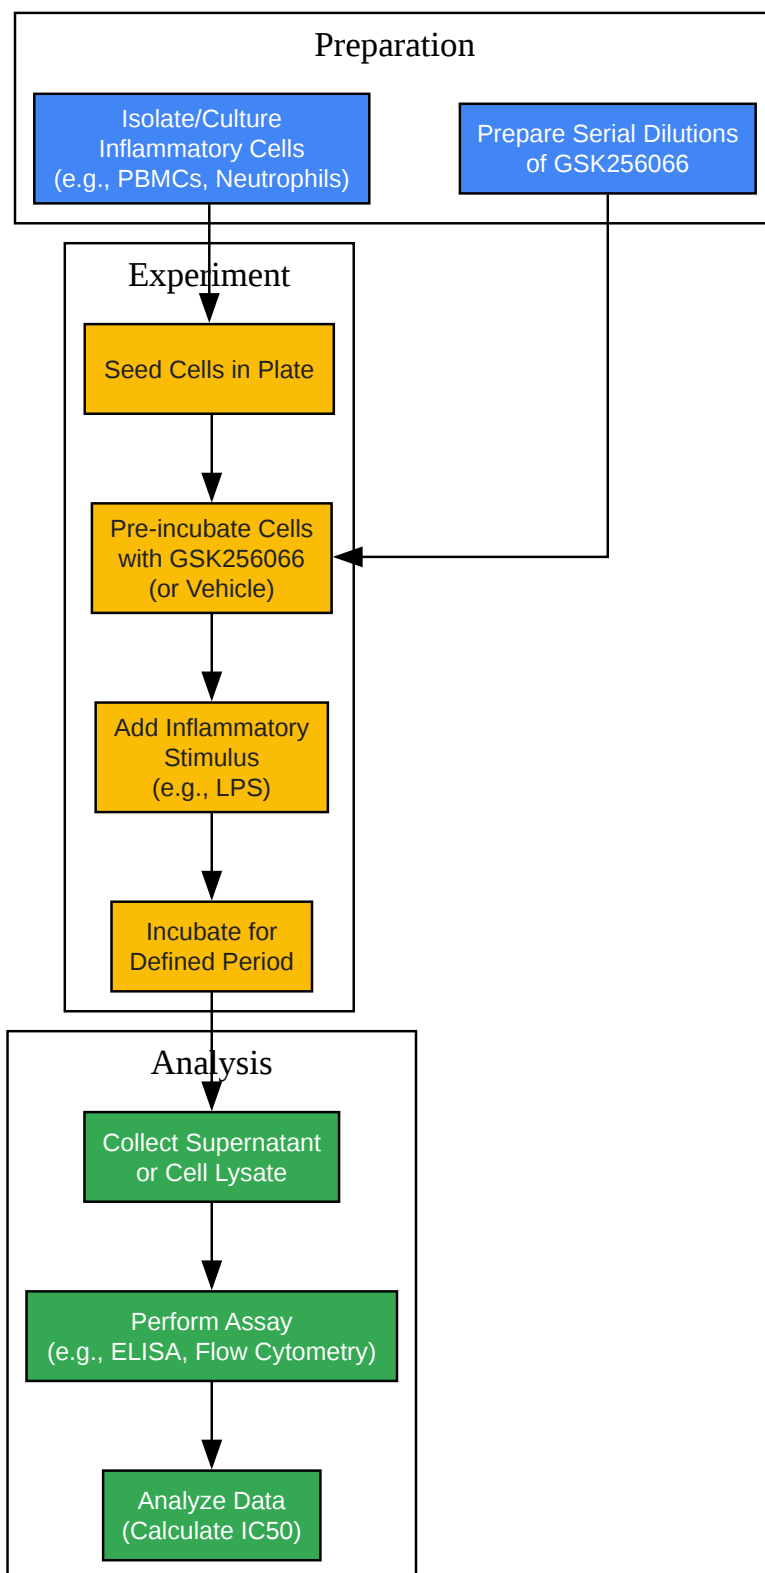 Preparation
Isolate/Culture
Inflammatory Cells
(e.g., PBMCs, Neutrophils)
Prepare Serial Dilutions
of GSK256066
Experiment
Seed Cells in Plate
Pre-incubate Cells
with GSK256066
(or Vehicle)
Add Inflammatory
Stimulus
(e.g., LPS)
Incubate for
Defined Period
Analysis
Collect Supernatant
or Cell Lysate
Perform Assay
(e.g., ELISA, Flow Cytometry)
Analyze Data
(Calculate IC50)